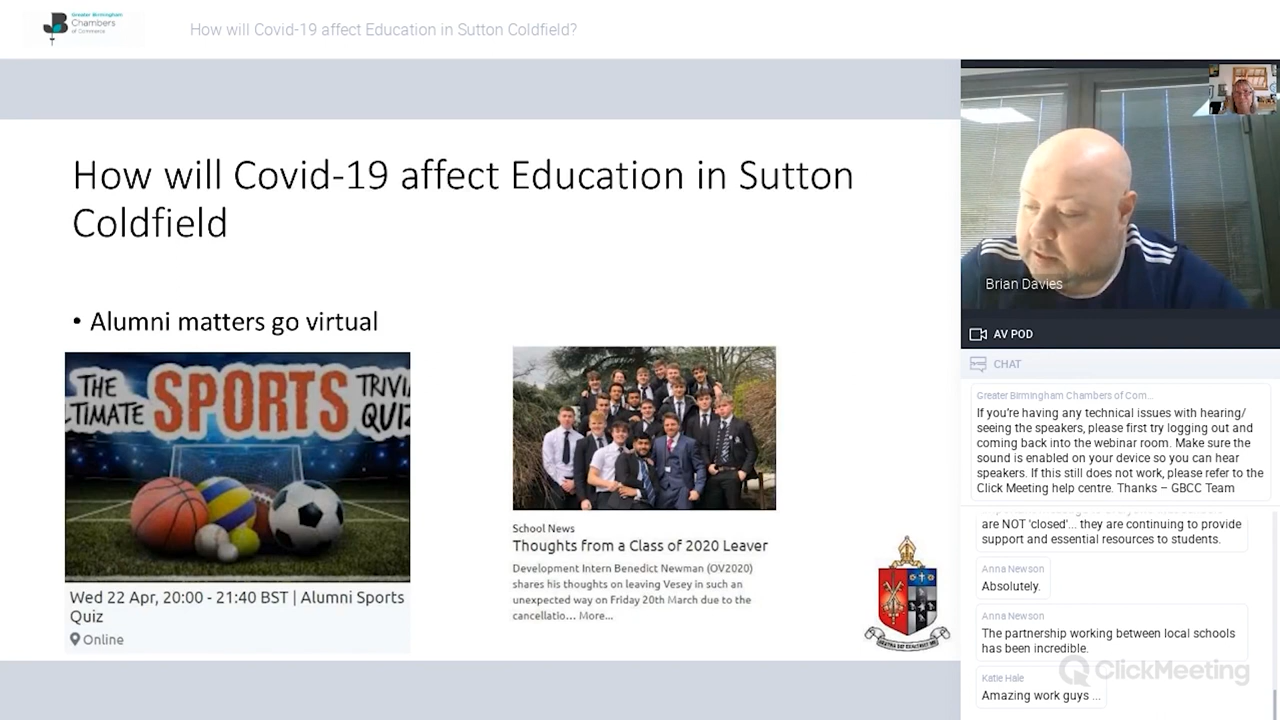 Greater Birmingham
Chambers
of Commerce
How will Covid-19 affect Education in Sutton Coldfield?
How will Covid-19 affect Education in Sutton
Coldfield
• Alumni matters go virtual
THE
LTIMATE
SPORTS
TRIVI
QUIZ
Wed 22 Apr, 20:00 - 21:40 BST | Alumni Sports
Quiz
Online
School News
Thoughts from a Class of 2020 Leaver
Development Intern Benedict Newman (OV2020)
shares his thoughts on leaving Vesey in such an
unexpected way on Friday 20th March due to the
cancellatio... More...
Brian Davies
AV POD
CHAT
Greater Birmingham Chambers of Com...
If you're having any technical issues with hearing/
seeing the speakers, please first try logging out and
coming back into the webinar room. Make sure the
sound is enabled on your device so you can hear
speakers. If this still does not work, please refer to the
Click Meeting help centre. Thanks – GBCC Team
are NOT 'closed'... they are continuing to provide
support and essential resources to students.
Anna Newson
Absolutely.
Anna Newson
The partnership working between local schools
has been incredible.
Katie Hale
Amazing work guys ...
ClickMeeting